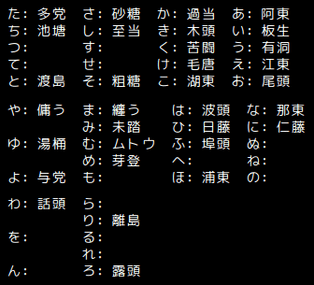 た: 多党 さ: 砂糖 か: 過当 あ: 阿東
ち: 池塘 し: 至当 き: 木頭 い: 板生
つ: す: く: 苦闘 う: 有洞
て: せ: け: 毛唐 え: 江東
と: 渡島 そ: 粗糖 こ: 湖東 お: 尾頭
や: 傭う ま: 纏う は: 波頭 な: 那東
み: 未踏 ひ: 日藤 に: 仁藤
ゆ: 湯桶 む: ムトウ ふ: 埠頭 ぬ:
め: 芽登 へ: ね:
よ: 与党 も: ほ: 浦東 の:
わ: 話頭 ら:
り: 離島
を: る:
れ:
ん: ろ: 露頭